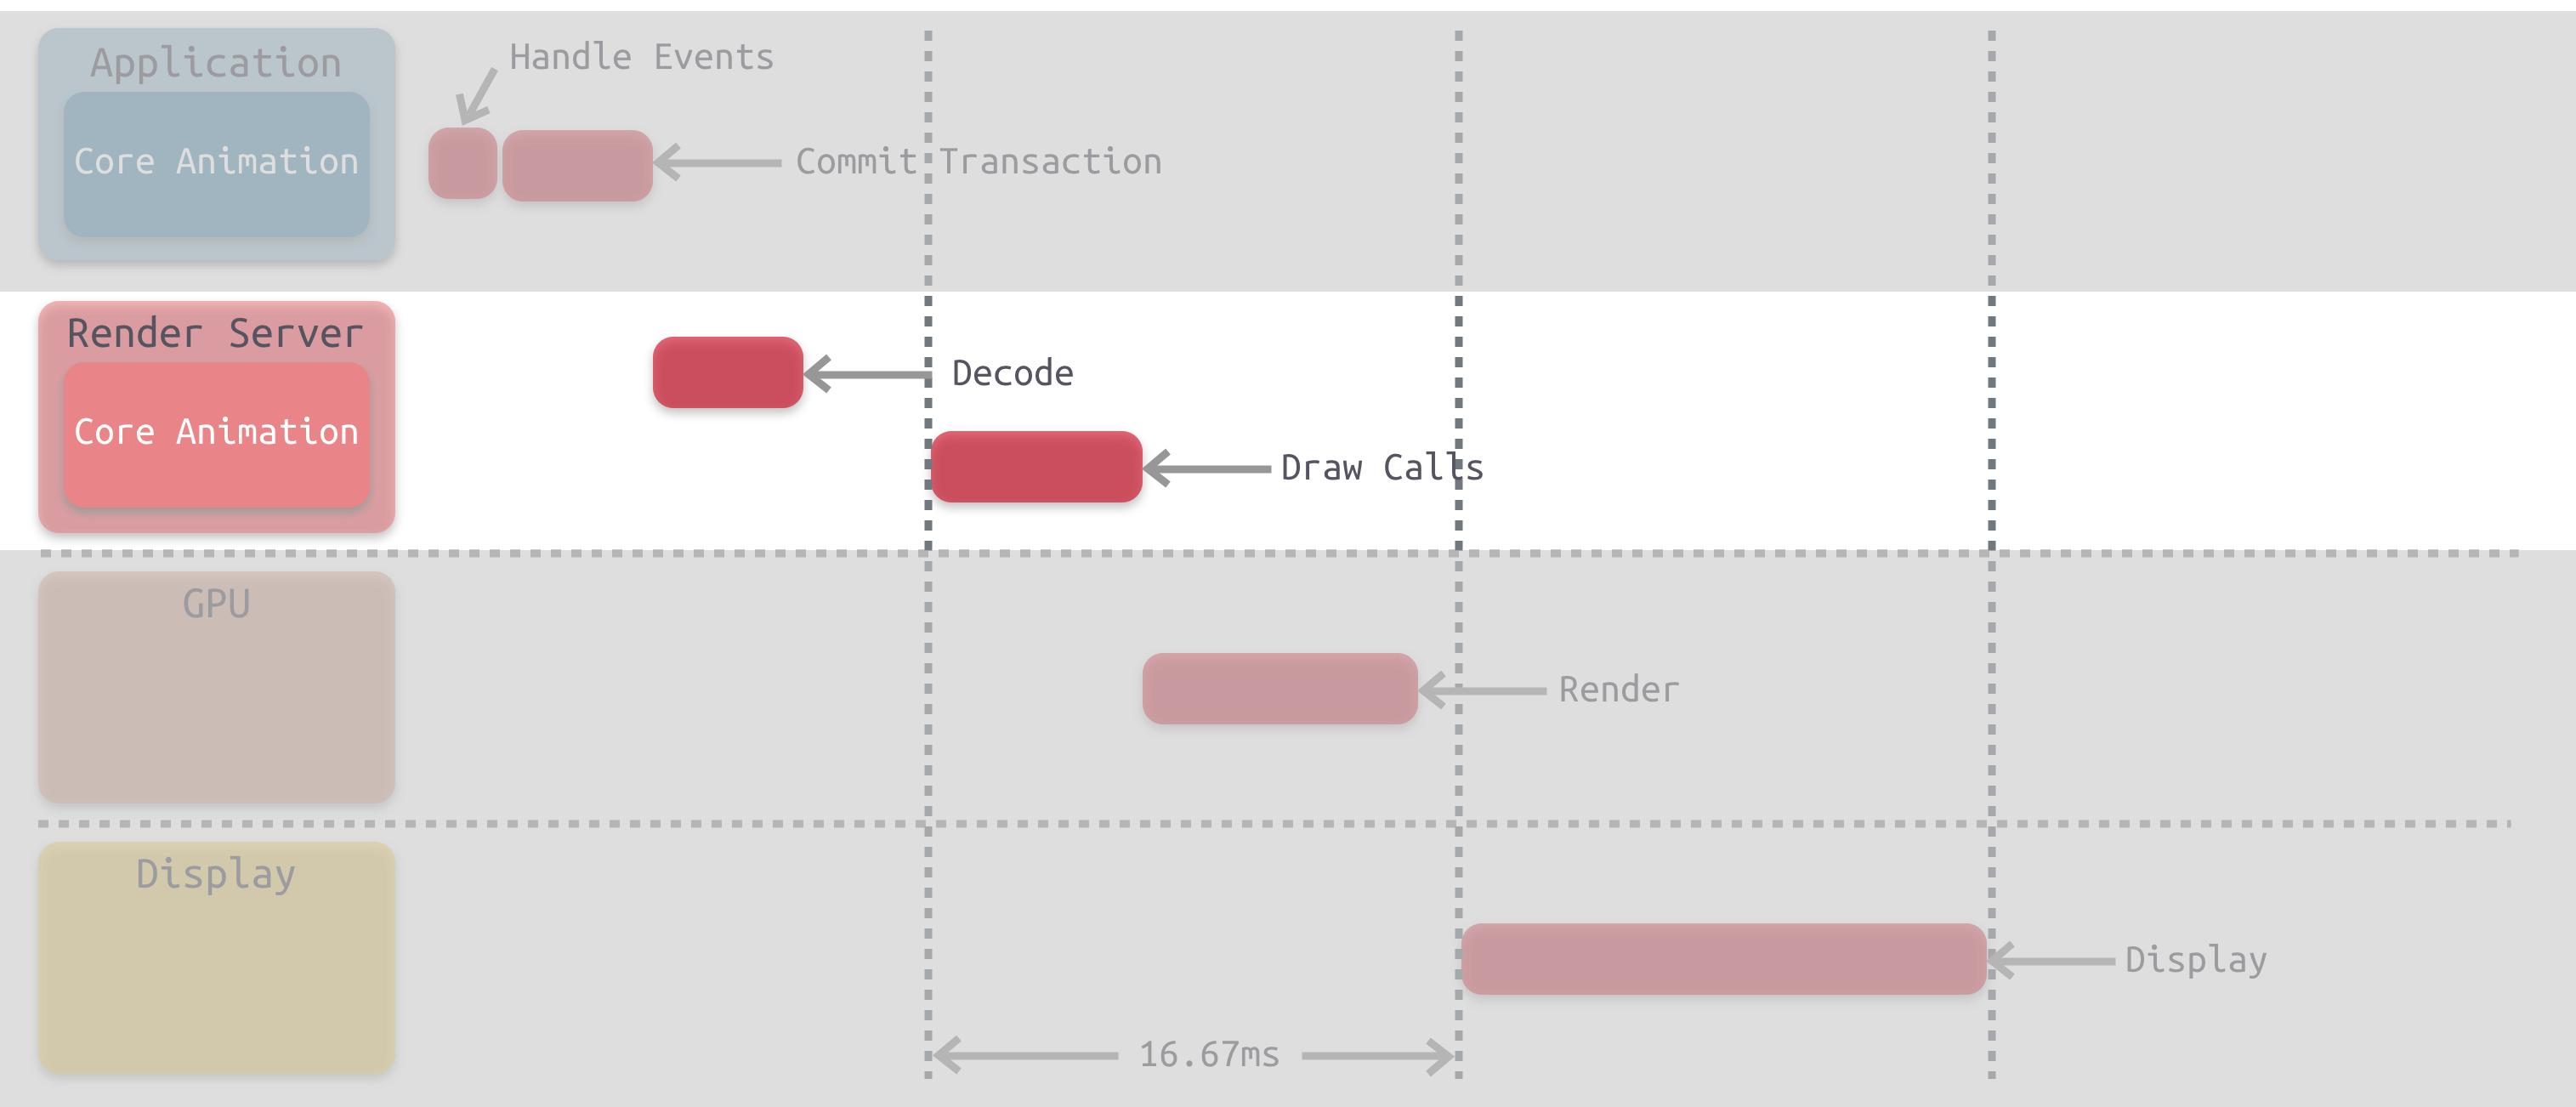 Application
Core Animation
Handle Events
Commit Transaction
Render Server
Core Animation
Decode
Draw Calls
GPU
Render
Display
Display
16.67ms